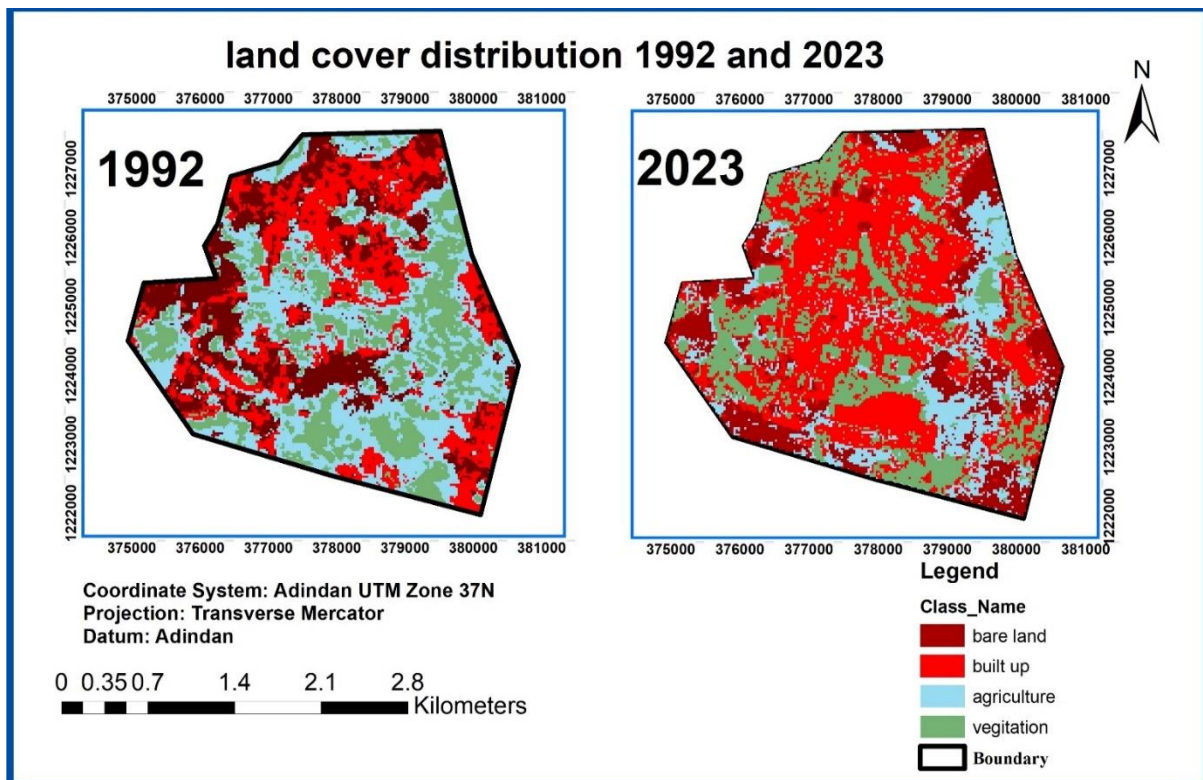 land cover distribution 1992 and 2023
N
375000 376000 377000 378000 379000 380000 381000
375000 376000 377000 378000 379000 380000 381000
1992
2023
1227000
1226000
1225000
1224000
1223000
1222000
1227000
1226000
1225000
1224000
1223000
1222000
375000 376000 377000 378000 379000 380000 381000
375000 376000 377000 378000 379000 380000 381000
Coordinate System: Adindan UTM Zone 37N
Projection: Transverse Mercator
Datum: Adindan
0 0.35 0.7 1.4 2.1 2.8
Kilometers
Legend
Class_Name
bare land
built up
agriculture
vegitation
Boundary